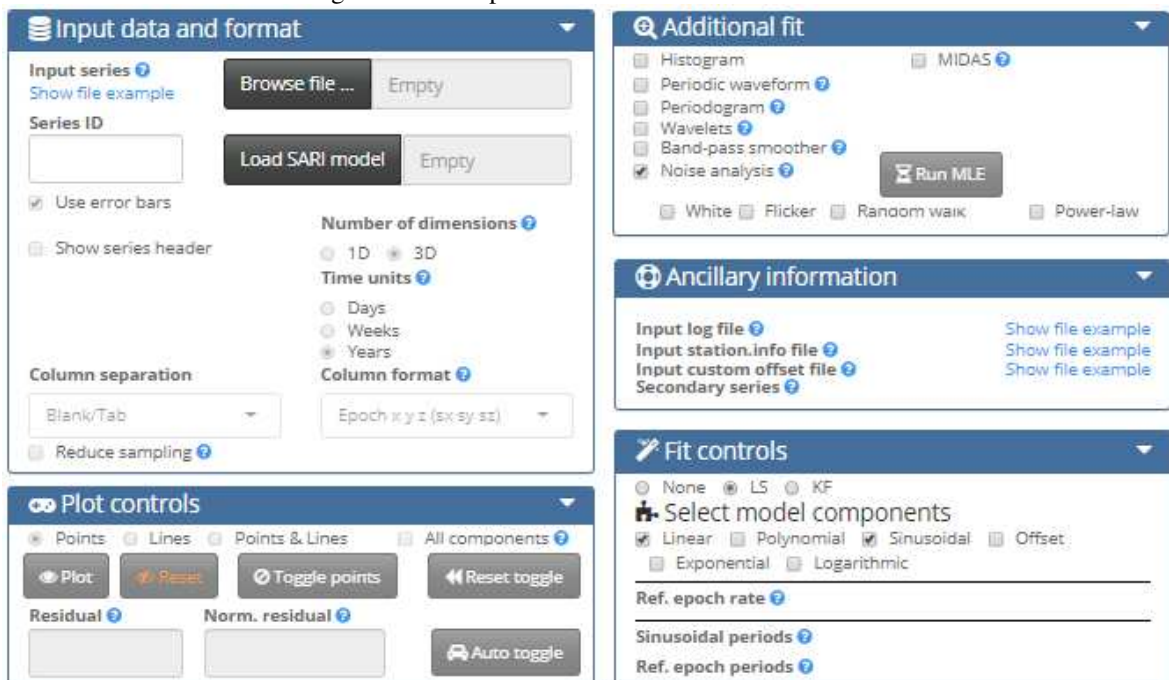 Input data and format
Input series
Show file example
Browse file ...
Empty
Series ID
Load SARI model
Empty
Use error bars
Show series header
Number of dimensions
1D 3D
Time units
Days
Weeks
Years
Column separation
Column format
Blank/Tab
Epoch x y z (sx sy sz)
Reduce sampling
Plot controls
Points Lines Points & Lines All components
Plot
Reset
Toggle points
Reset toggle
Residual
Norm. residual
Auto toggle
Additional fit
Histogram
MIDAS
Periodic waveform
Periodogram
Wavelets
Band-pass smoother
Noise analysis
Run MLE
White Flicker Random walk Power-law
Ancillary information
Input log file Show file example
Input station.info file Show file example
Input custom offset file Show file example
Secondary series
Fit controls
None LS KF
Select model components
Linear Polynomial Sinusoidal Offset
Exponential Logarithmic
Ref. epoch rate
Sinusoidal periods
Ref. epoch periods